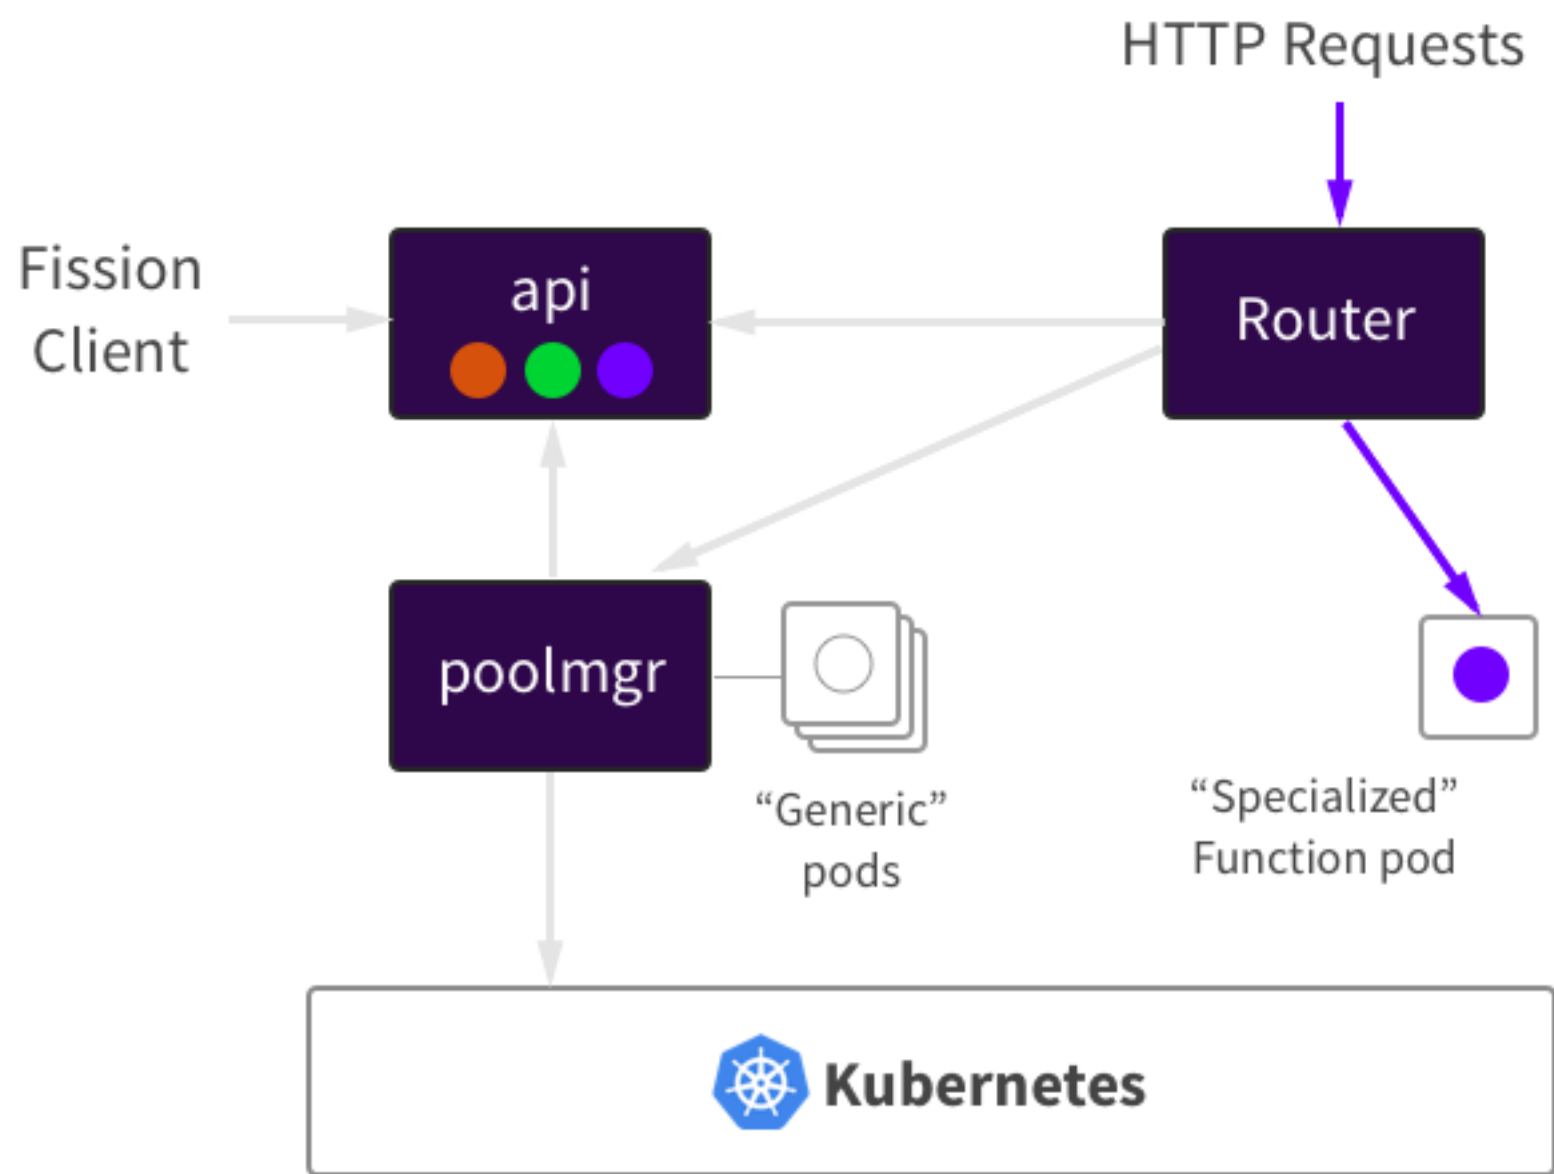 HTTP Requests
Fission
Client
api
Router
poolmgr
“Generic”
pods
“Specialized”
Function pod
Kubernetes